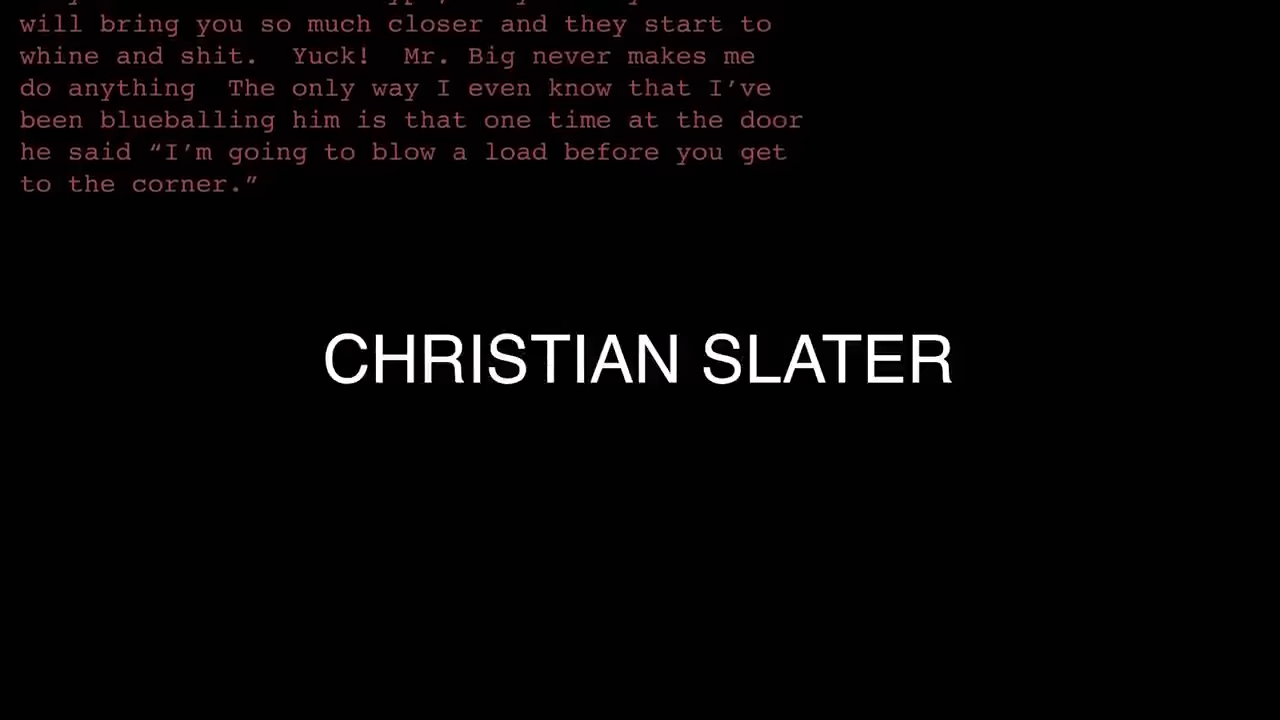 will bring you so much closer and they start to
whine and shit.  Yuck!  Mr. Big never makes me
do anything  The only way I even know that I’ve
been blueballing him is that one time at the door
he said “I’m going to blow a load before you get
to the corner.”
CHRISTIAN SLATER